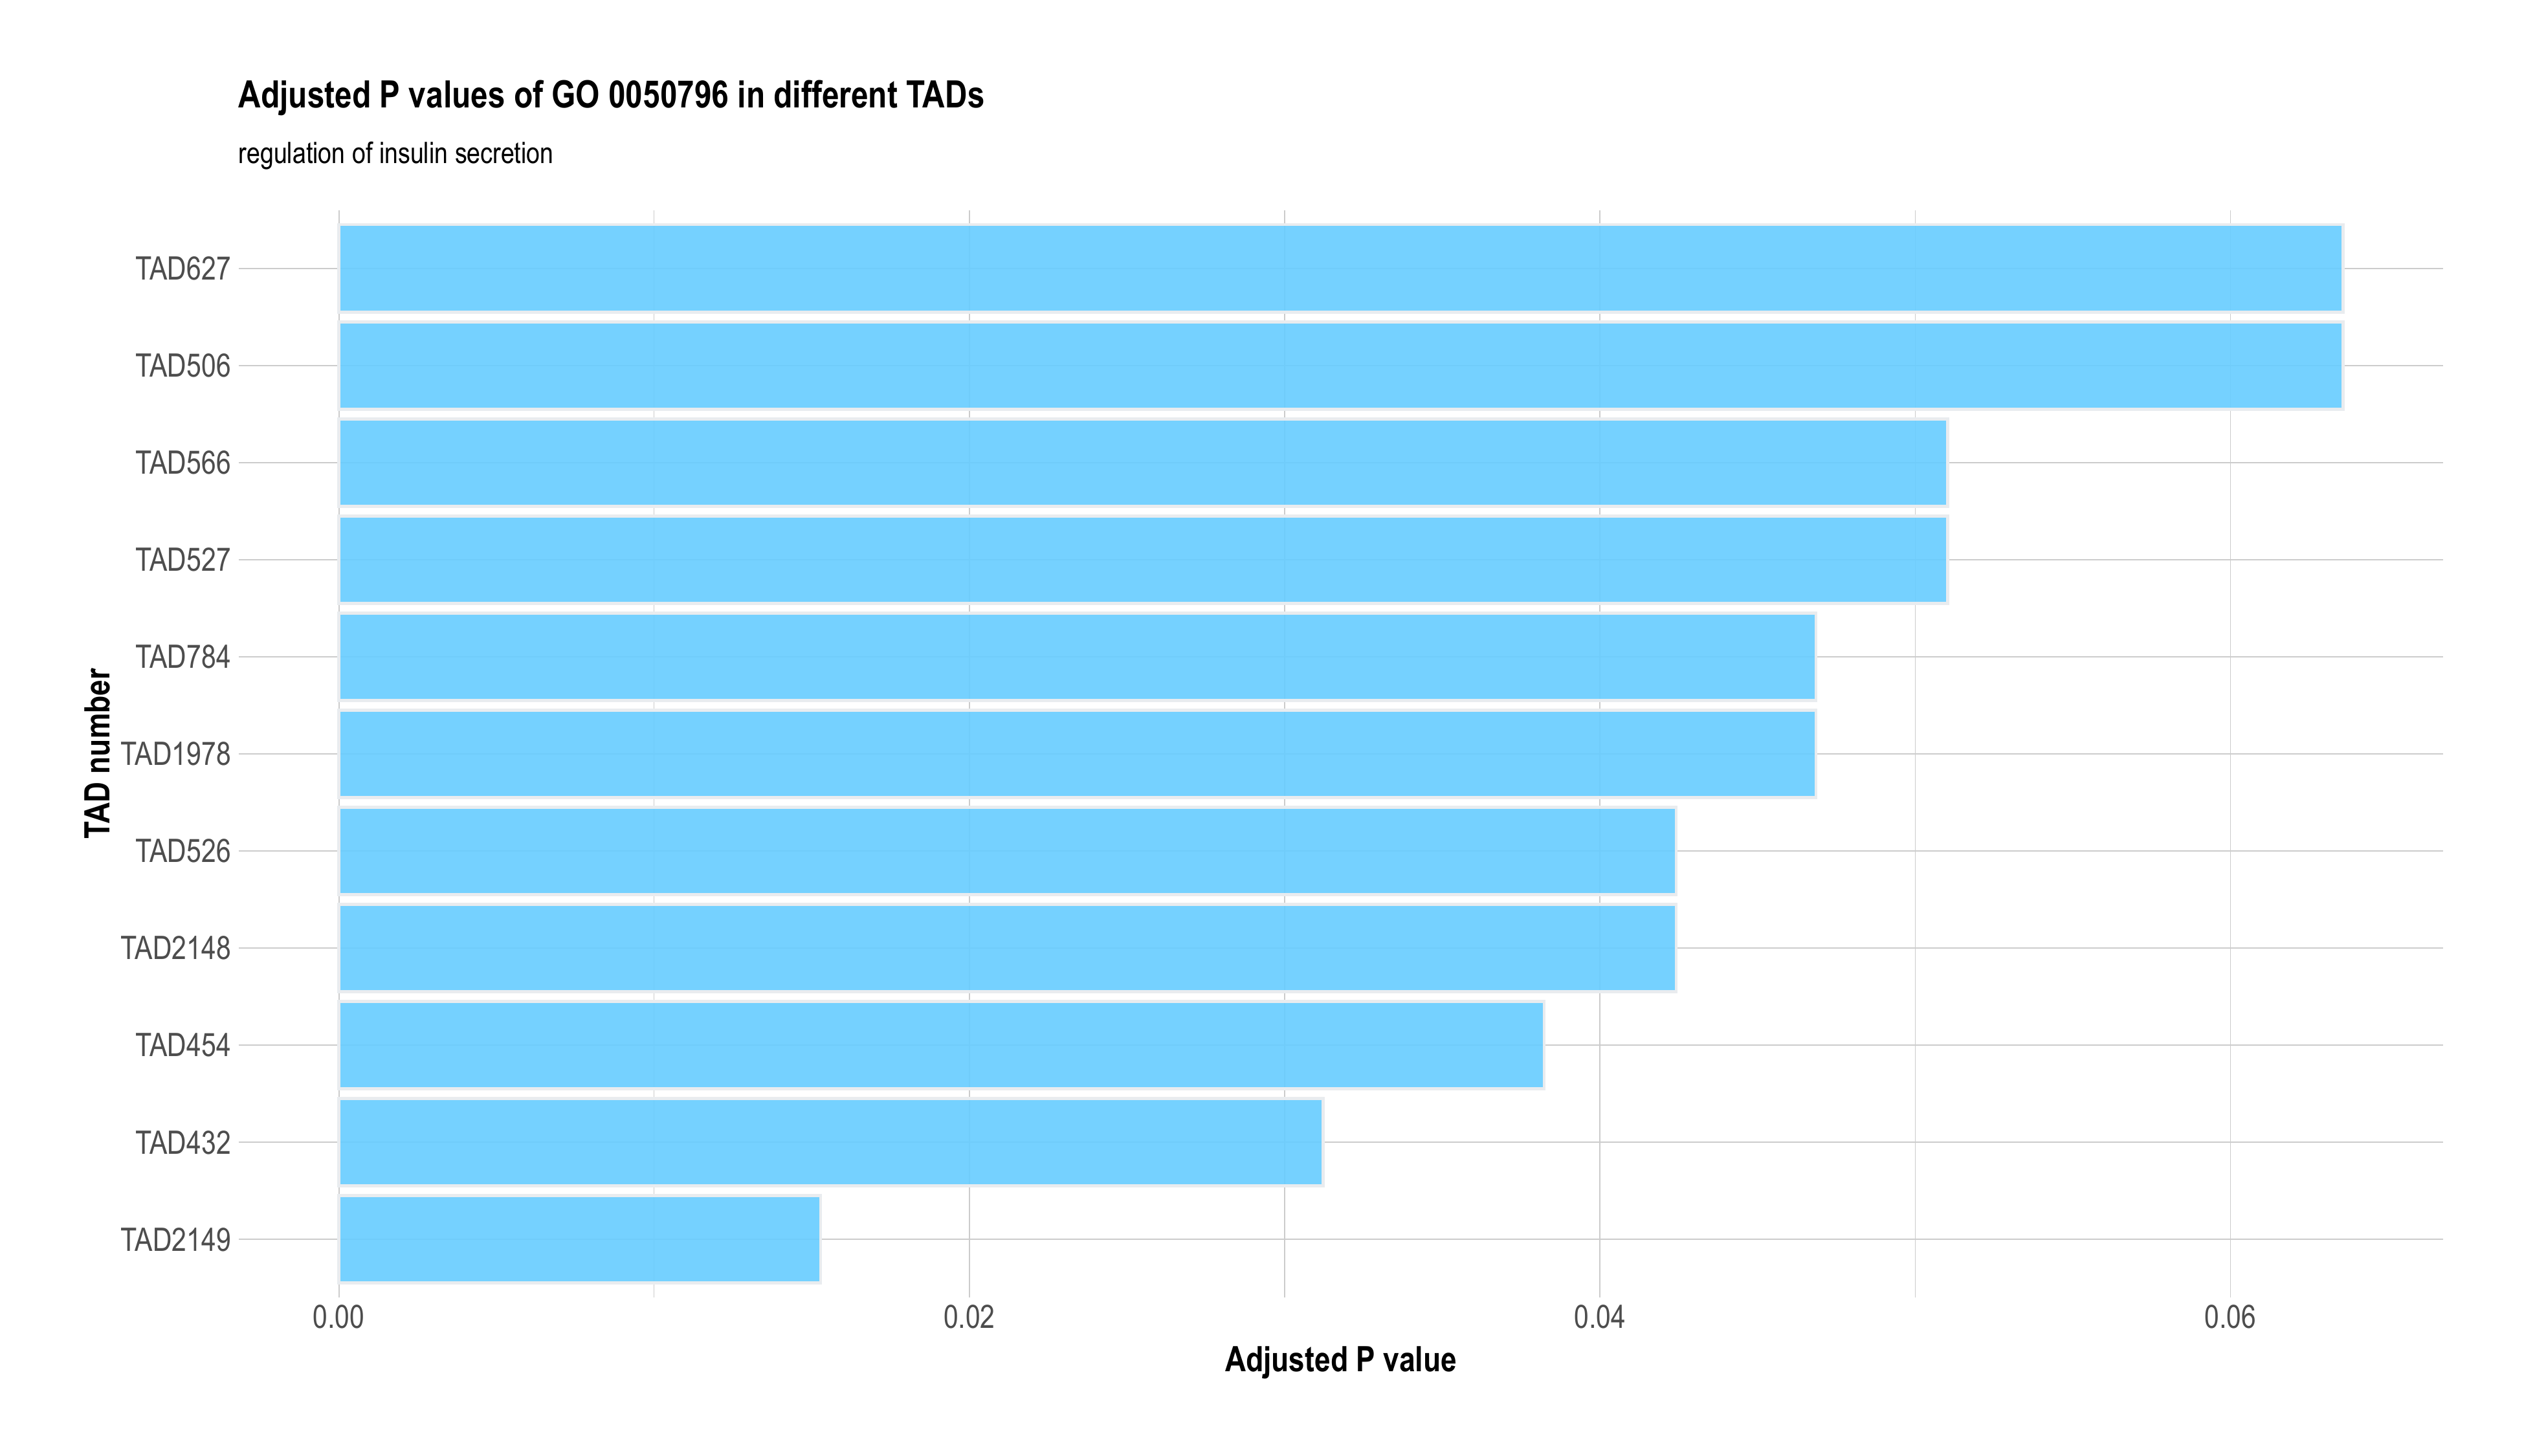 Adjusted P values of GO 0050796 in different TADs
regulation of insulin secretion
TAD number
TAD627
TAD506
TAD566
TAD527
TAD784
TAD1978
TAD526
TAD2148
TAD454
TAD432
TAD2149
0.00 0.02 0.04 0.06
Adjusted P value